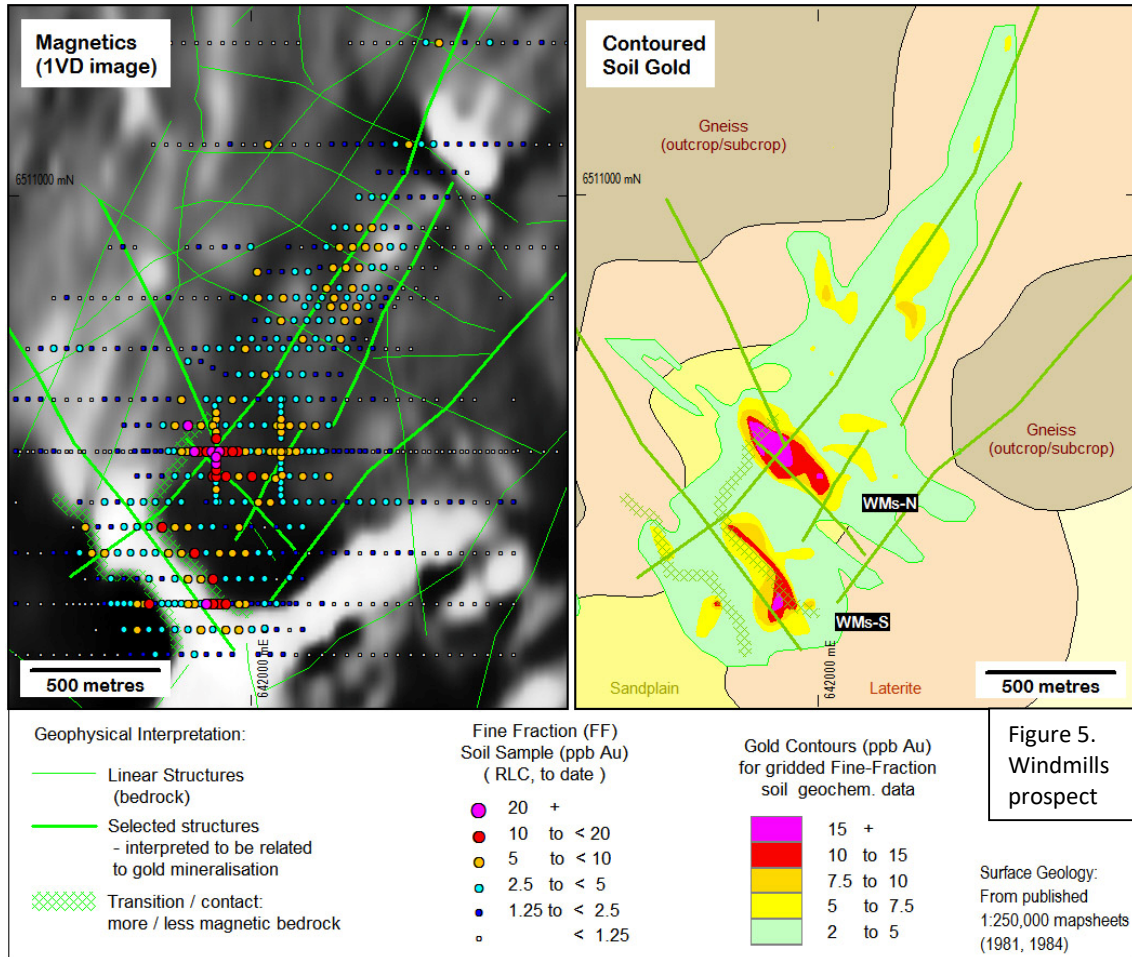 Magnetics
(1VD image)
6511000 mN
642000 mE
500 metres
Contoured
Soil Gold
Gneiss
(outcrop/subcrop)
6511000 mN
Gneiss
(outcrop/subcrop)
WMs-N
WMs-S
642000 mE
Sandplain
Laterite
500 metres
Geophysical Interpretation:
Linear Structures
(bedrock)
Selected structures
- interpreted to be related
to gold mineralisation
Transition / contact:
more / less magnetic bedrock
Fine Fraction (FF)
Soil Sample (ppb Au)
( RLC, to date )
20 +
10 to < 20
5 to < 10
2.5 to < 5
1.25 to < 2.5
< 1.25
Gold Contours (ppb Au)
for gridded Fine-Fraction
soil geochem. data
15 +
10 to 15
7.5 to 10
5 to 7.5
2 to 5
Figure 5.
Windmills
prospect
Surface Geology:
From published
1:250,000 mapsheets
(1981, 1984)